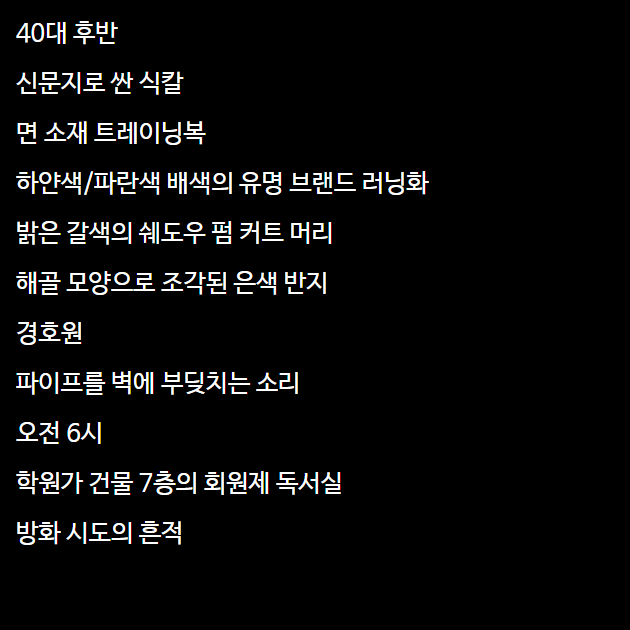 40대 후반
신문지로 싼 식칼
면 소재 트레이닝복
하얀색/파란색 배색의 유명 브랜드 러닝화
밝은 갈색의 쉐도우 펌 커트 머리
해골 모양으로 조각된 은색 반지
경호원
파이프를 벽에 부딪치는 소리
오전 6시
학원가 건물 7층의 회원제 독서실
방화 시도의 흔적